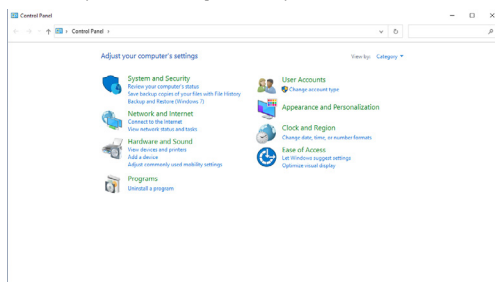 Control Panel
Control Panel
Adjust your computer's settings
View by: Category
System and Security
Review your computer's status
Save backup copies of your files with File History
Backup and Restore (Windows 7)
Network and Internet
Connect to the Internet
View network status and tasks
Hardware and Sound
View devices and printers
Add a device
Adjust commonly used mobility settings
Programs
Uninstall a program
User Accounts
Change account type
Appearance and Personalization
Clock and Region
Change date, time, or number formats
Ease of Access
Let Windows suggest settings
Optimize visual display